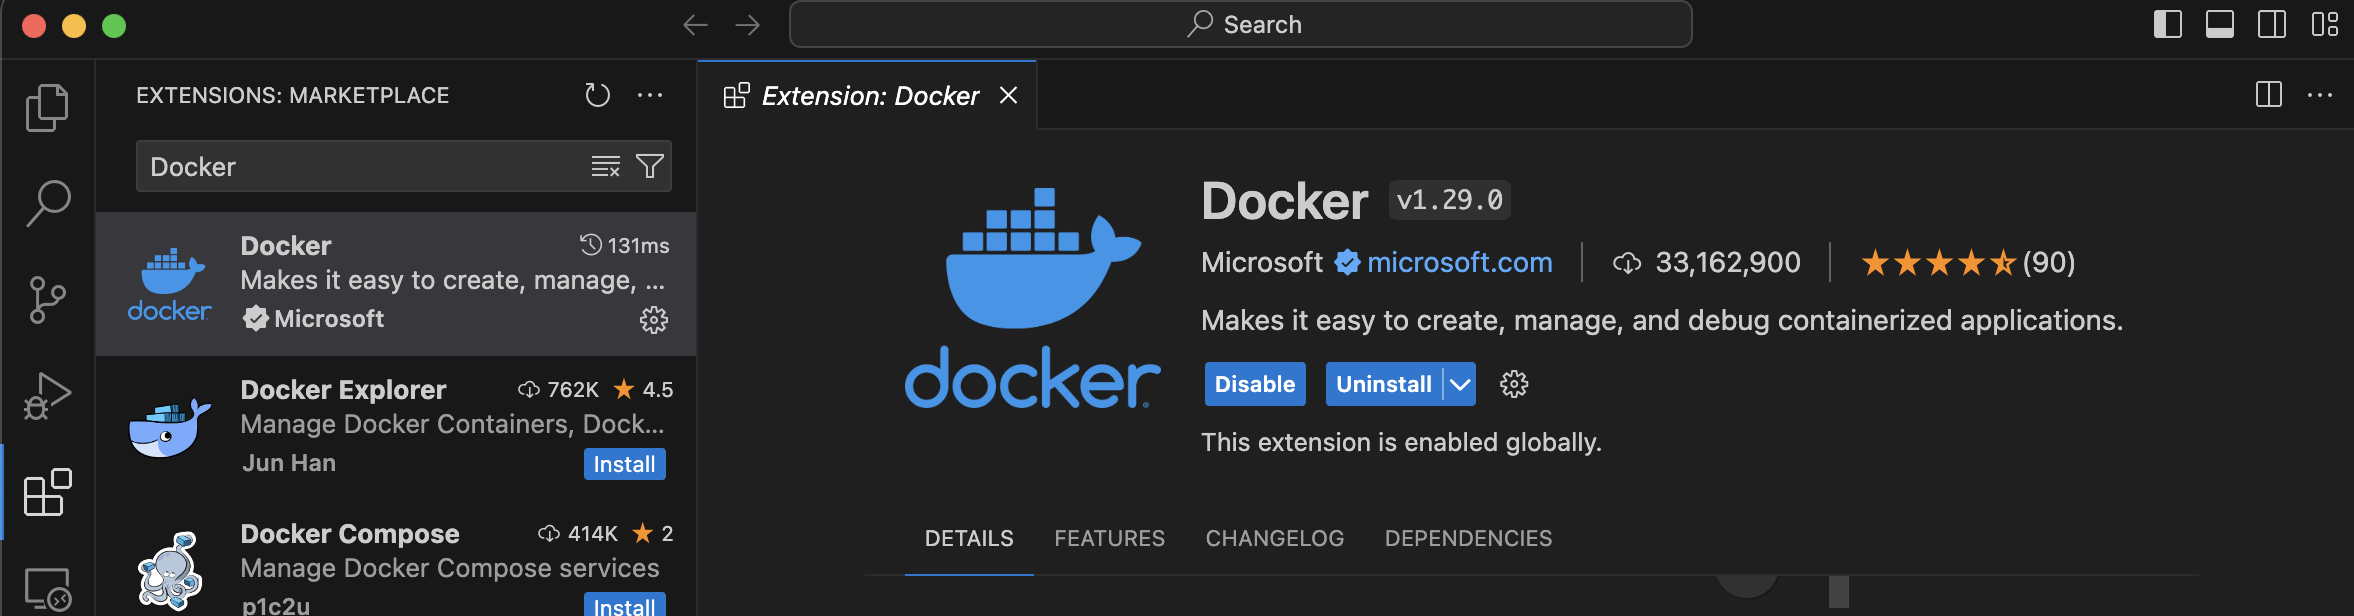 Search
EXTENSIONS: MARKETPLACE
Docker
docker
Docker 131ms
Makes it easy to create, manage, ...
Microsoft
Docker Explorer 762K 4.5
Manage Docker Containers, Dock...
Jun Han Install
Docker Compose 414K 2
Manage Docker Compose services
p1c2u Install
Extension: Docker
docker
Docker v1.29.0
Microsoft microsoft.com 33,162,900 (90)
Makes it easy to create, manage, and debug containerized applications.
Disable Uninstall
This extension is enabled globally.
DETAILS FEATURES CHANGELOG DEPENDENCIES